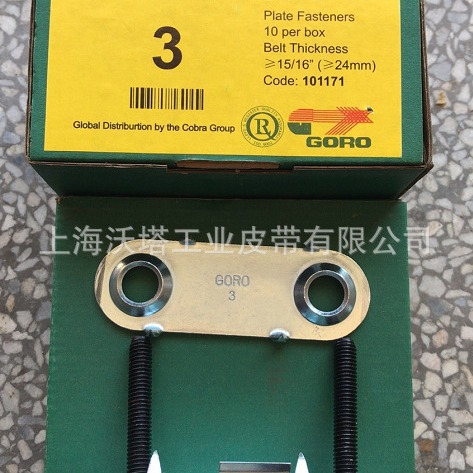 3
Plate Fasteners
10 per box
Belt Thickness
≥15/16" (≥24mm)
Code: 101171
Global Distriburtion by the Cobra Group
R
GORO
上海沃塔工业皮带有限公司
GORO
3